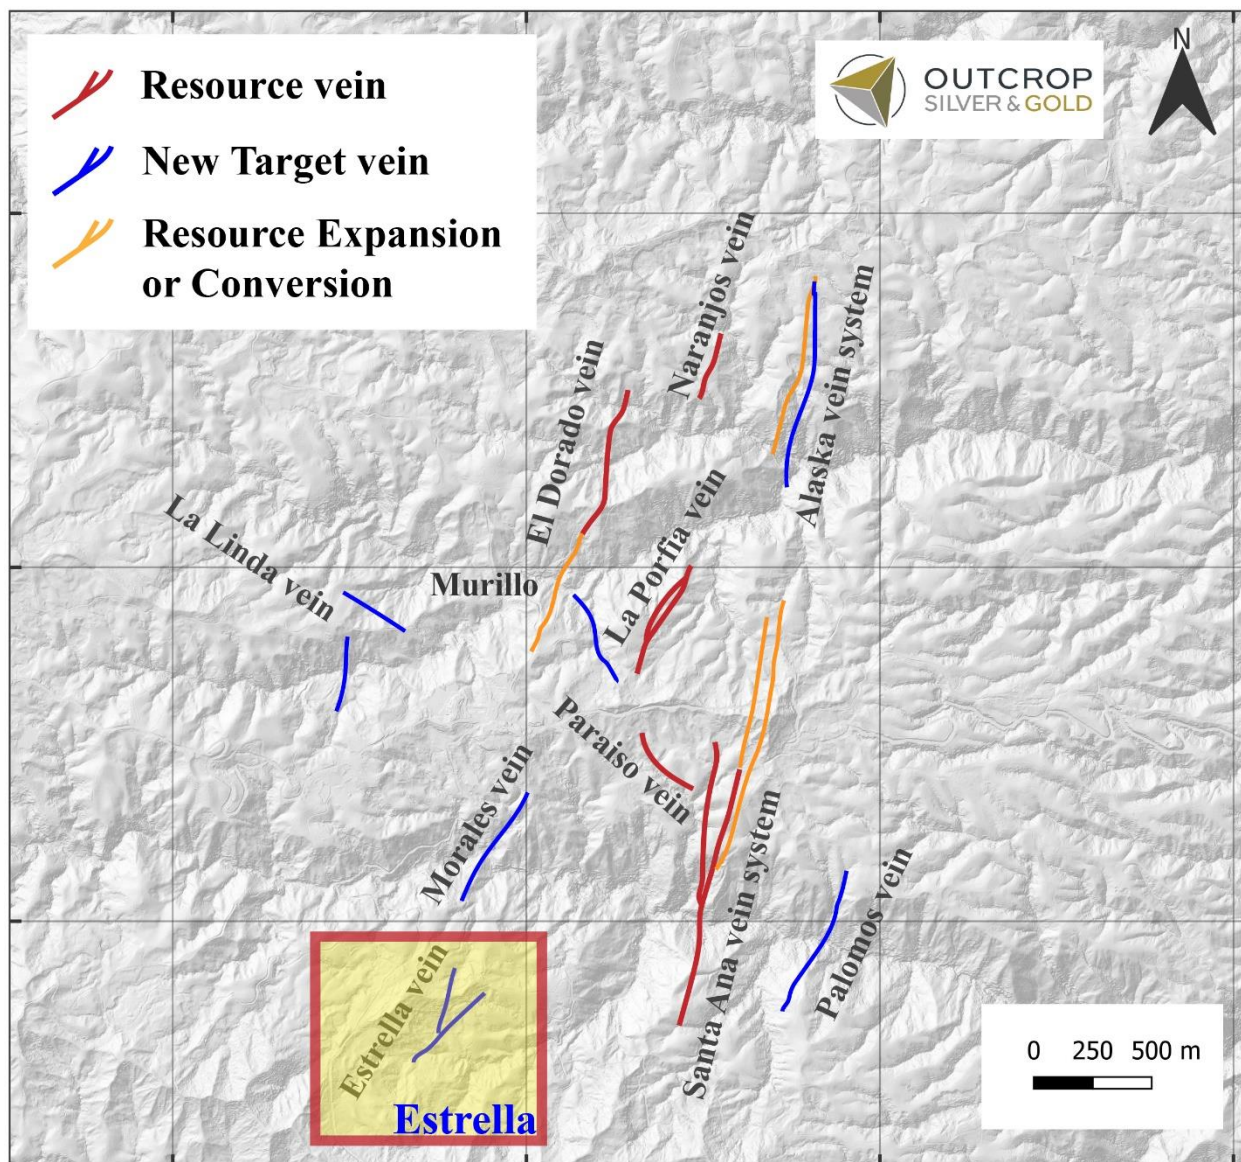 Resource vein
New Target vein
Resource Expansion
or Conversion
OUTCROP
SILVER & GOLD
N
Naranjos vein
Alaska vein system
El Dorado vein
La Porfia vein
La Linda vein
Murillo
Paraiso vein
Morales vein
Santa Ana vein system
Palomos vein
Estrella vein
Estrella
0 250 500 m